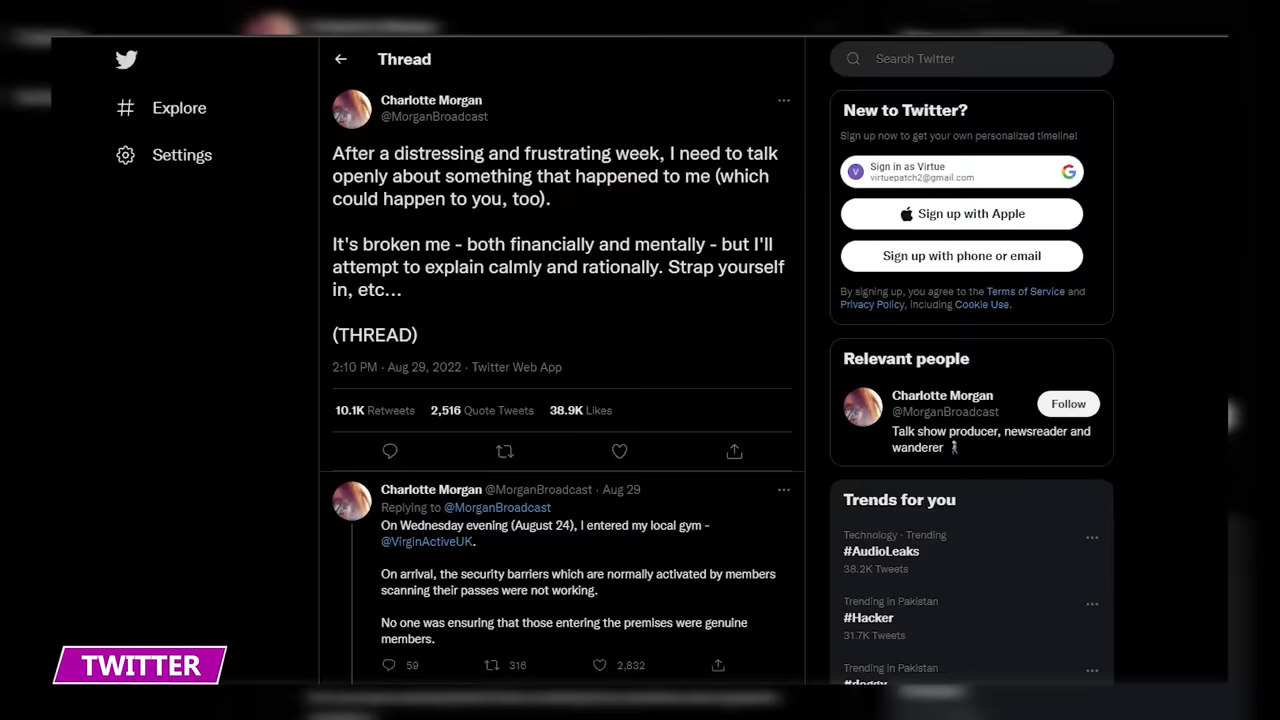 Thread
Explore
Settings
Charlotte Morgan
@MorganBroadcast
After a distressing and frustrating week, I need to talk
openly about something that happened to me (which
could happen to you, too).
It's broken me - both financially and mentally - but I'll
attempt to explain calmly and rationally. Strap yourself
in, etc...
(THREAD)
2:10 PM · Aug 29, 2022 · Twitter Web App
10.1K Retweets 2,516 Quote Tweets 38.9K Likes
Charlotte Morgan @MorganBroadcast · Aug 29
Replying to @MorganBroadcast
On Wednesday evening (August 24), I entered my local gym -
@VirginActiveUK.
On arrival, the security barriers which are normally activated by members
scanning their passes were not working.
No one was ensuring that those entering the premises were genuine
members.
59 316 2,832
Search Twitter
New to Twitter?
Sign up now to get your own personalized timeline!
V
Sign in as Virtue
virtuepatch2@gmail.com
Sign up with Apple
Sign up with phone or email
By signing up, you agree to the Terms of Service and
Privacy Policy, including Cookie Use.
Relevant people
Charlotte Morgan
@MorganBroadcast
Follow
Talk show producer, newsreader and
wanderer
Trends for you
Technology · Trending
#AudioLeaks
38.2K Tweets
Trending in Pakistan
#Hacker
31.7K Tweets
Trending in Pakistan
#doggy
TWITTER